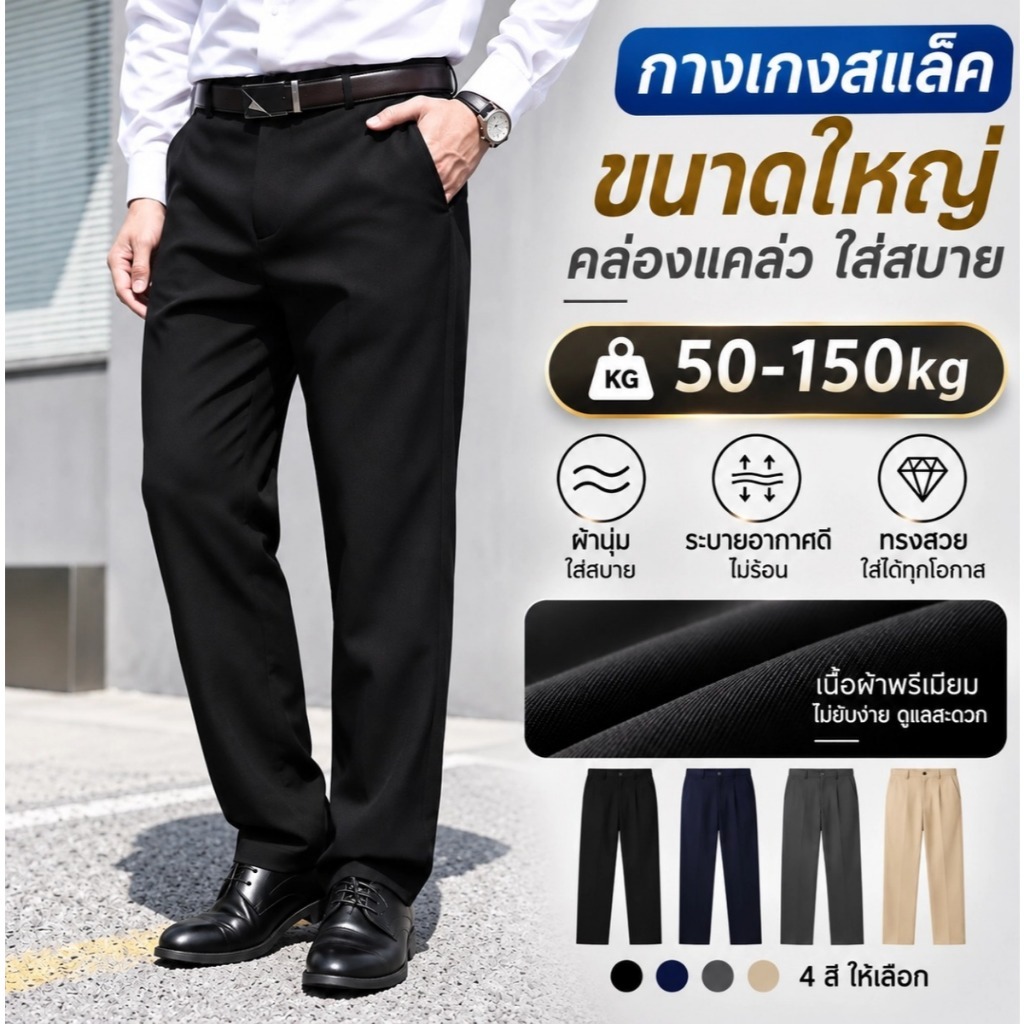 กางเกงสแล็ค
ขนาดใหญ่
คล่องแคล่ว ใส่สบาย
KG 50-150kg
ผ้านุ่ม
ใส่สบาย
ระบายอากาศดี
ไม่ร้อน
ทรงสวย
ใส่ได้ทุกโอกาส
เนื้อผ้าพรีเมียม
ไม่ยับง่าย ดูแลสะดวก
4 สี ให้เลือก